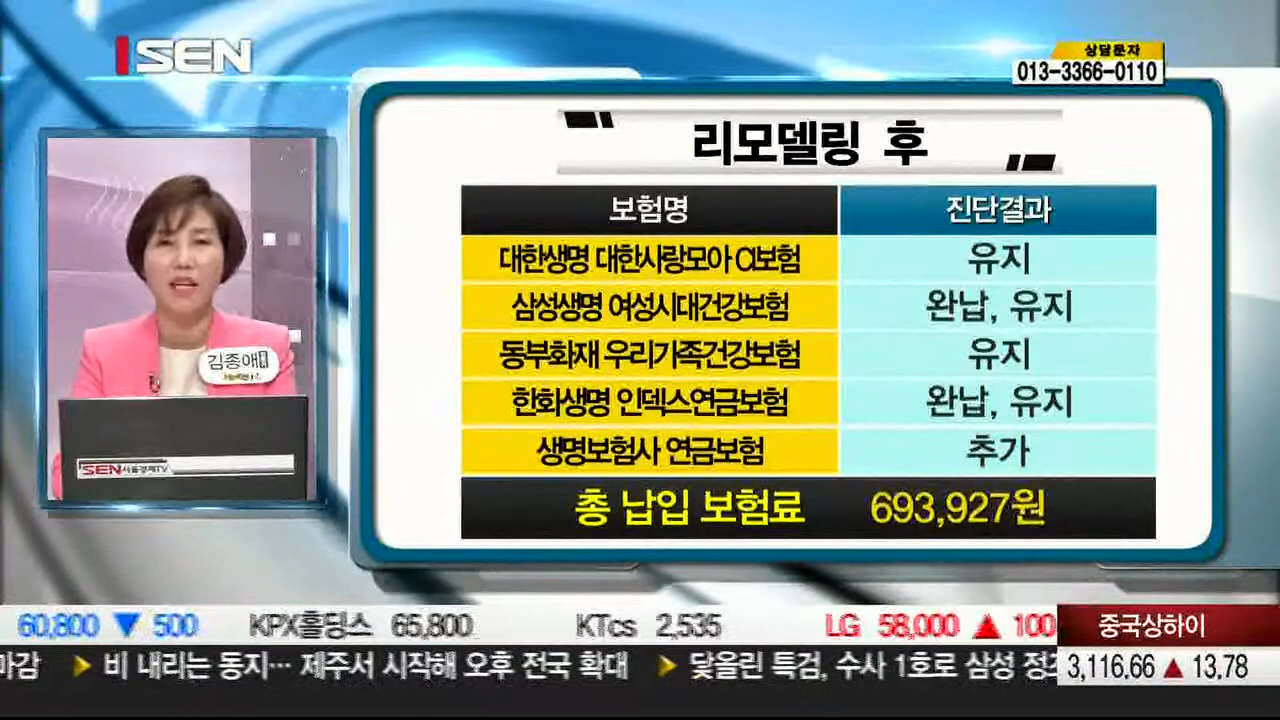 SEN
상담문자
013-3366-0110
리모델링 후
보험명 진단결과
대한생명 대한사랑모아 CI보험 유지
삼성생명 여성시대건강보험 완납, 유지
동부화재 우리가족건강보험 유지
한화생명 인덱스연금보험 완납, 유지
생명보험사 연금보험 추가
총 납입 보험료 693,927원
김종애
SEN 서울경제TV
60,800 ▼ 500 KPX홀딩스 65,800 KTcs 2,535 LG 58,000 ▲ 100 중국상하이
마감 ▶ 비 내리는 동지… 제주서 시작해 오후 전국 확대 ▶ 닻올린 특검, 수사 1호로 삼성 정조 3,116.66 ▲ 13.78